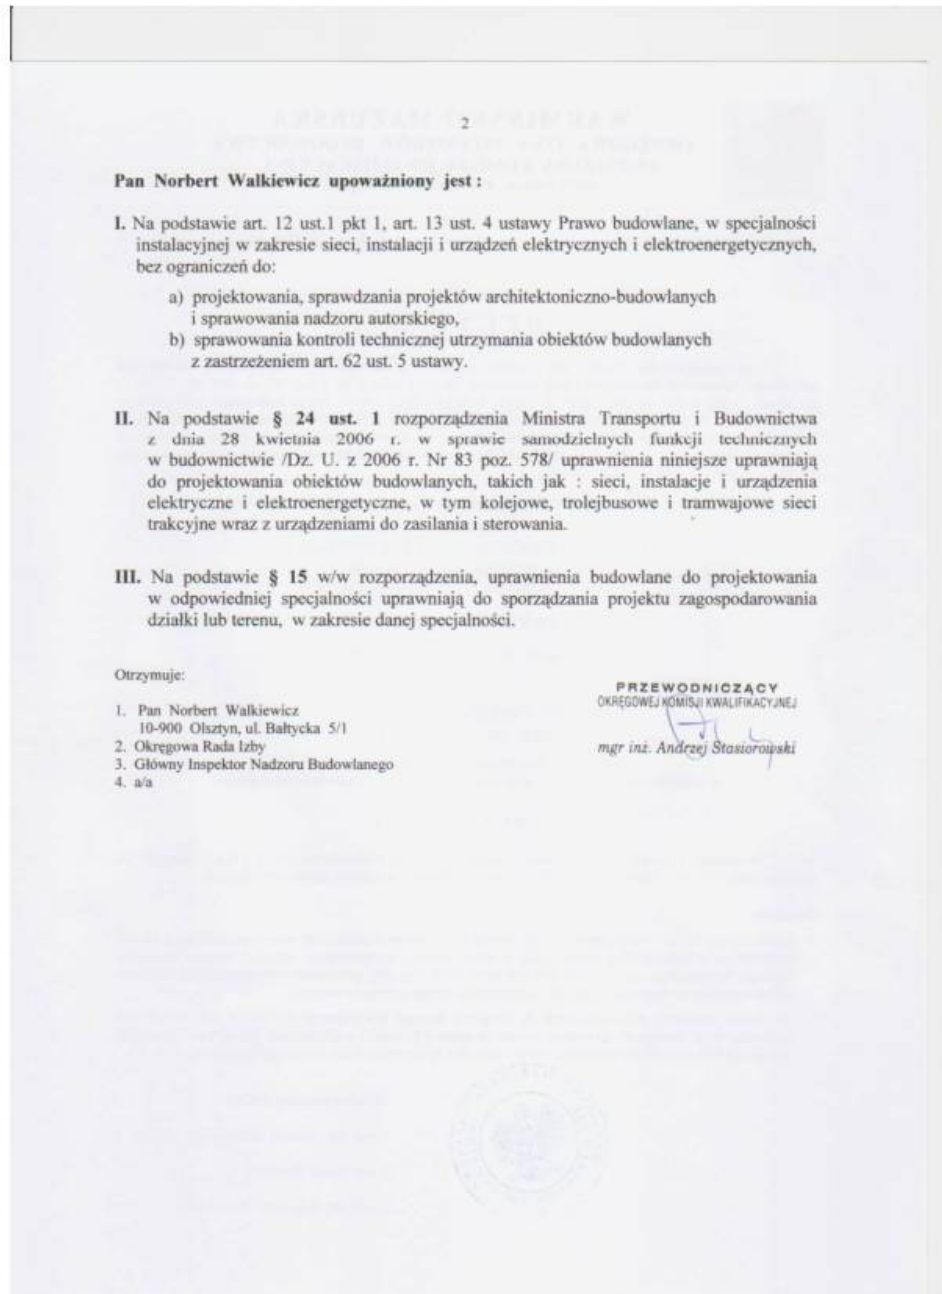 2
Pan Norbert Walkiewicz upoważniony jest :
I. Na podstawie art. 12 ust.1 pkt 1, art. 13 ust. 4 ustawy Prawo budowlane, w specjalności
instalacyjnej w zakresie sieci, instalacji i urządzeń elektrycznych i elektroenergetycznych,
bez ograniczeń do:
a) projektowania, sprawdzania projektów architektoniczno-budowlanych
i sprawowania nadzoru autorskiego,
b) sprawowania kontroli technicznej utrzymania obiektów budowlanych
z zastrzeżeniem art. 62 ust. 5 ustawy.
II. Na podstawie § 24 ust. 1 rozporządzenia Ministra Transportu i Budownictwa
z dnia 28 kwietnia 2006 r. w sprawie samodzielnych funkcji technicznych
w budownictwie /Dz. U. z 2006 r. Nr 83 poz. 578/ uprawnienia niniejsze uprawniają
do projektowania obiektów budowlanych, takich jak : sieci, instalacje i urządzenia
elektryczne i elektroenergetyczne, w tym kolejowe, trolejbusowe i tramwajowe sieci
trakcyjne wraz z urządzeniami do zasilania i sterowania.
III. Na podstawie § 15 w/w rozporządzenia, uprawnienia budowlane do projektowania
w odpowiedniej specjalności uprawniają do sporządzania projektu zagospodarowania
działki lub terenu, w zakresie danej specjalności.
Otrzymuje:
1. Pan Norbert Walkiewicz
10-900 Olsztyn, ul. Bałtycka 5/1
2. Okręgowa Rada Izby
3. Główny Inspektor Nadzoru Budowlanego
4. a/a
PRZEWODNICZĄCY
OKRĘGOWEJ KOMISJI KWALIFIKACYJNEJ
mgr inż. Andrzej Stasiorowski